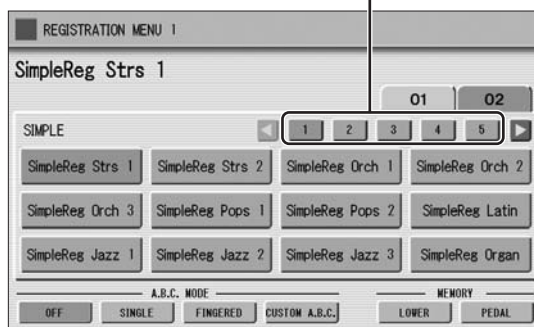 REGISTRATION MENU 1
SimpleReg Strs 1
01 02
SIMPLE 1 2 3 4 5
SimpleReg Strs 1 SimpleReg Strs 2 SimpleReg Orch 1 SimpleReg Orch 2
SimpleReg Orch 3 SimpleReg Pops 1 SimpleReg Pops 2 SimpleReg Latin
SimpleReg Jazz 1 SimpleReg Jazz 2 SimpleReg Jazz 3 SimpleReg Organ
A.B.C. MODE MEMORY
OFF SINGLE FINGERED CUSTOM A.B.C. LOWER PEDAL